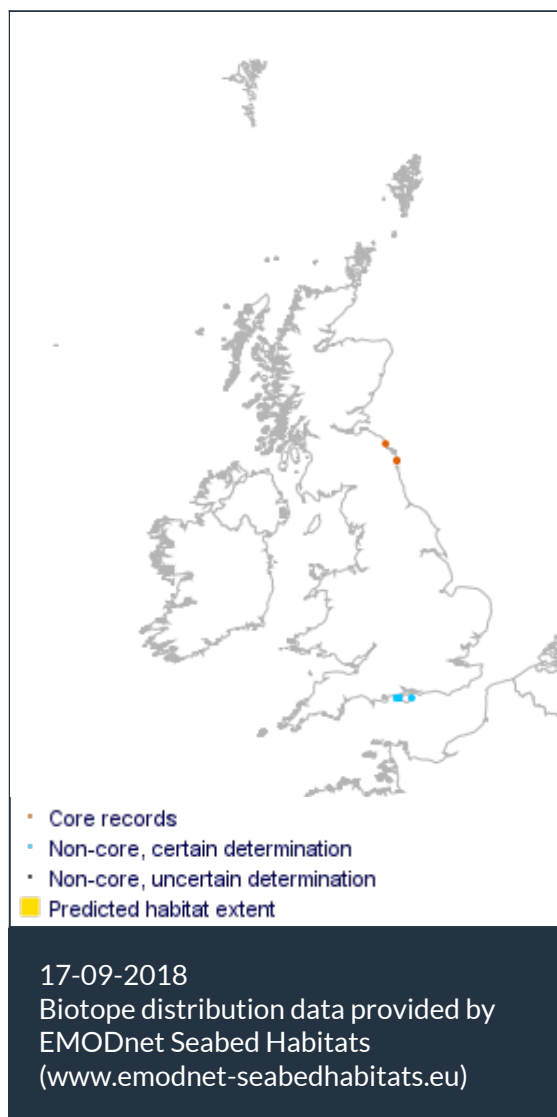 Core records
Non-core, certain determination
Non-core, uncertain determination
Predicted habitat extent
17-09-2018
Biotope distribution data provided by
EMODnet Seabed Habitats
(www.emodnet-seabedhabitats.eu)